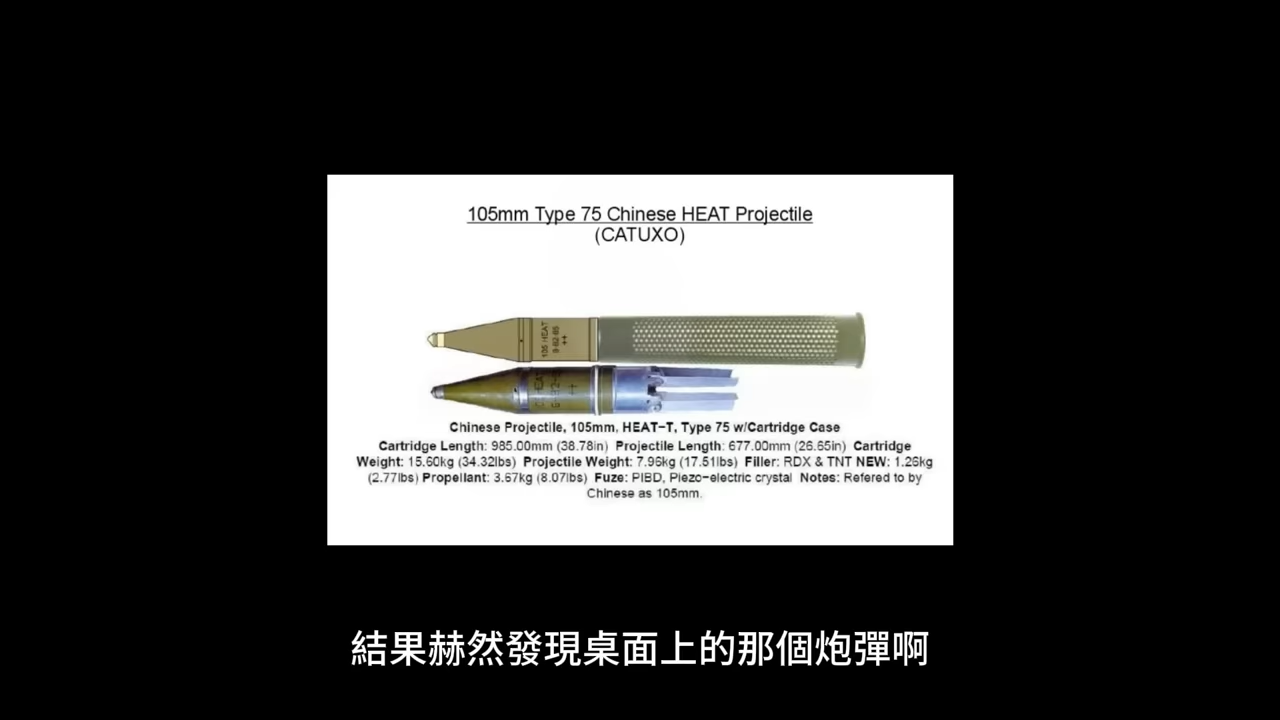 105mm Type 75 Chinese HEAT Projectile
(CATUXO)
105 HEAT
9-82-85
++
Chinese Projectile, 105mm, HEAT-T, Type 75 w/Cartridge Case
Cartridge Length: 985.00mm (38.78in) Projectile Length: 677.00mm (26.65in) Cartridge
Weight: 15.60kg (34.32lbs) Projectile Weight: 7.96kg (17.51lbs) Filler: RDX & TNT NEW: 1.26kg
(2.77lbs) Propellant: 3.67kg (8.07lbs) Fuze: PIBD, Piezo-electric crystal Notes: Refered to by
Chinese as 105mm.
結果赫然發現桌面上的那個炮彈啊